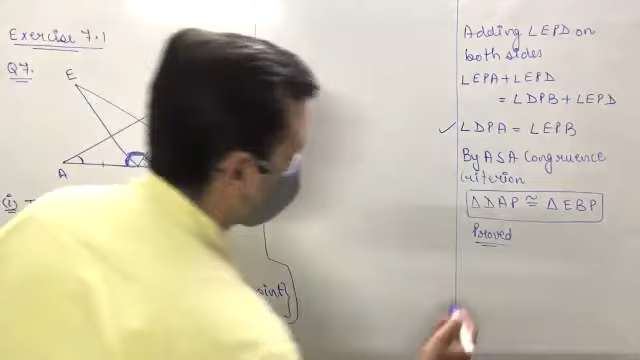 Exercise 7.1
Q7.
E
A
(i)
oint}
Adding ∠EPD on
both sides
∠EPA + ∠EPD
= ∠DPB + ∠EPD
✓ ∠DPA = ∠EPB
By ASA Congruence
Criterion
△DAP ≅ △EBP
Proved